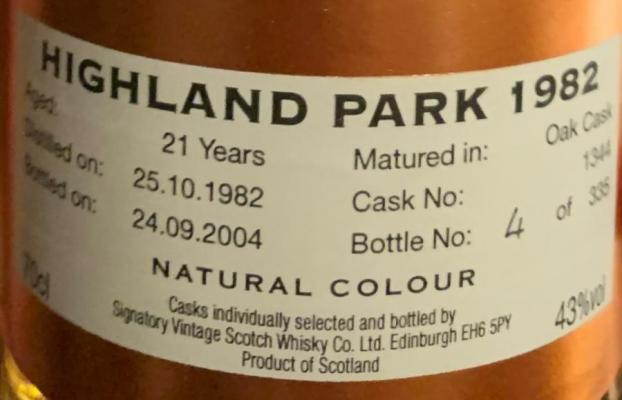 HIGHLAND PARK 1982
Aged: 21 Years
Distilled on: 25.10.1982
Bottled on: 24.09.2004
Matured in: Oak Cask
Cask No: 1344
Bottle No: 4 of 335
NATURAL COLOUR
70cl
Casks individually selected and bottled by
Signatory Vintage Scotch Whisky Co. Ltd. Edinburgh EH6 5PY
Product of Scotland
43%vol